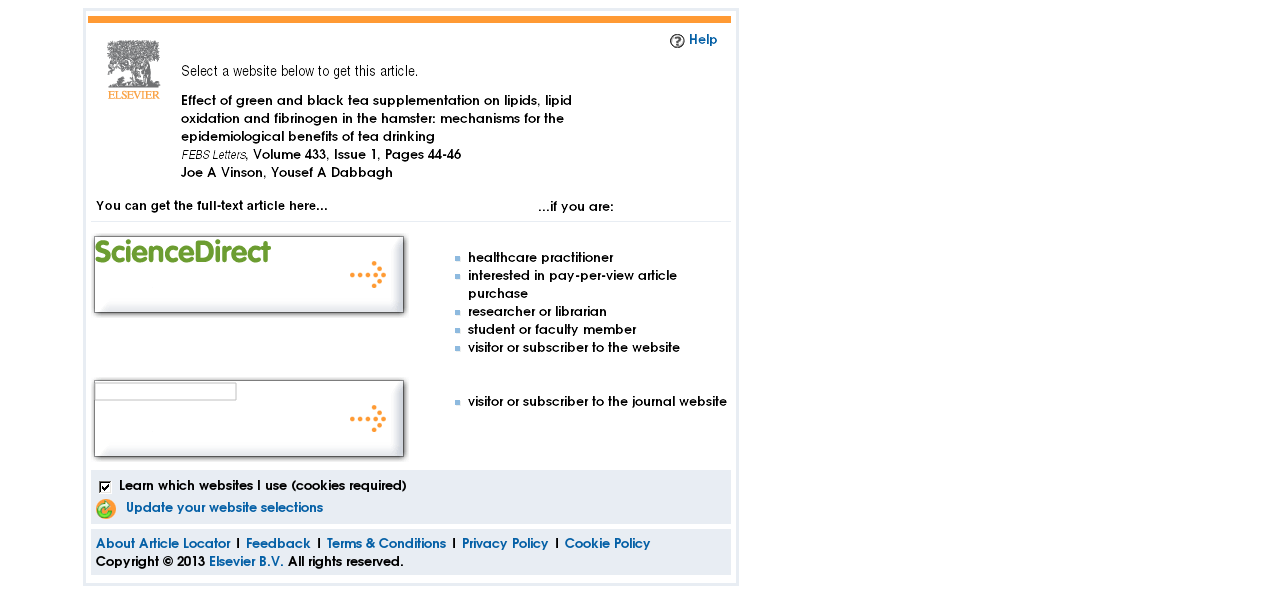 Help
ELSEVIER
Select a website below to get this article.
Effect of green and black tea supplementation on lipids, lipid
oxidation and fibrinogen in the hamster: mechanisms for the
epidemiological benefits of tea drinking
FEBS Letters, Volume 433, Issue 1, Pages 44-46
Joe A Vinson, Yousef A Dabbagh
You can get the full-text article here...
...if you are:
ScienceDirect
healthcare practitioner
interested in pay-per-view article
purchase
researcher or librarian
student or faculty member
visitor or subscriber to the website
visitor or subscriber to the journal website
Learn which websites I use (cookies required)
Update your website selections
About Article Locator | Feedback | Terms & Conditions | Privacy Policy | Cookie Policy
Copyright © 2013 Elsevier B.V. All rights reserved.